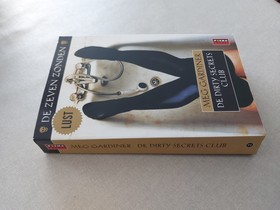 DE ZEVEN ZONDEN
LUST
MEG GARDINER
DE DIRTY SECRETS
CLUB
MEG GARDINER DE DIRTY SECRETS CLUB